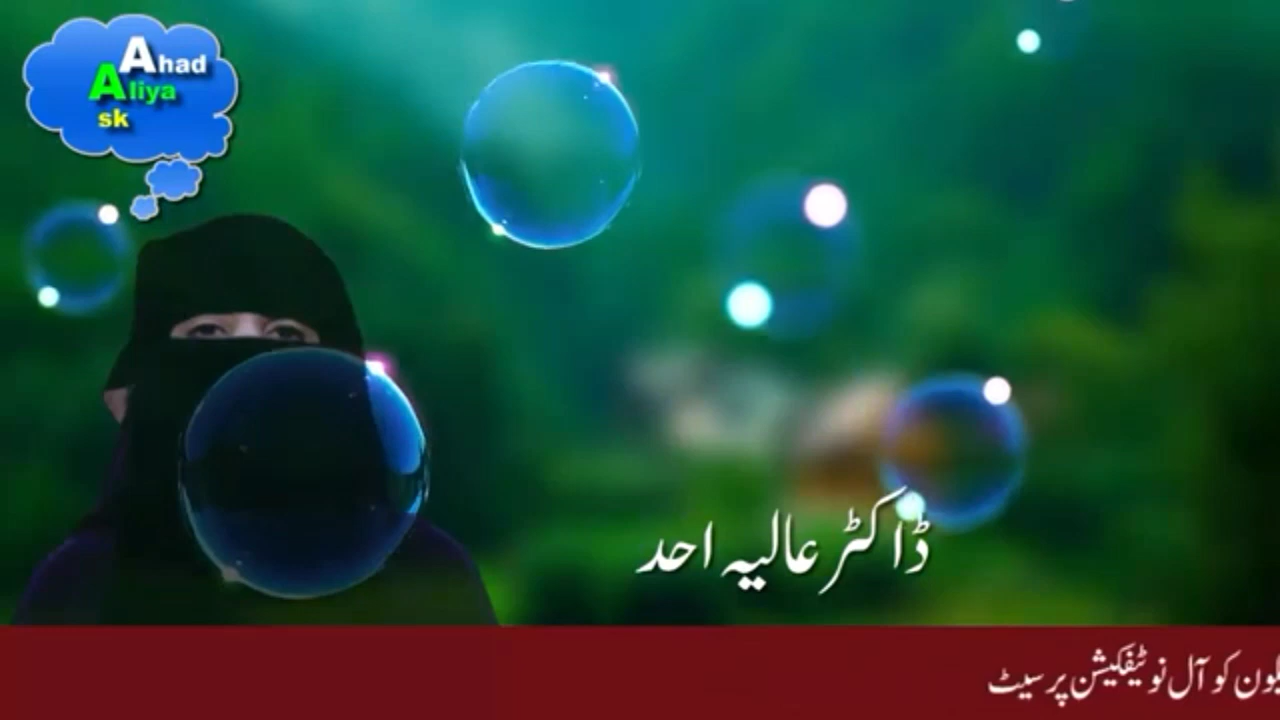 Ahad
Aliya
sk
ڈاکٹر عالیہ احد
کو آل نوٹیفکیشن پر سیٹ